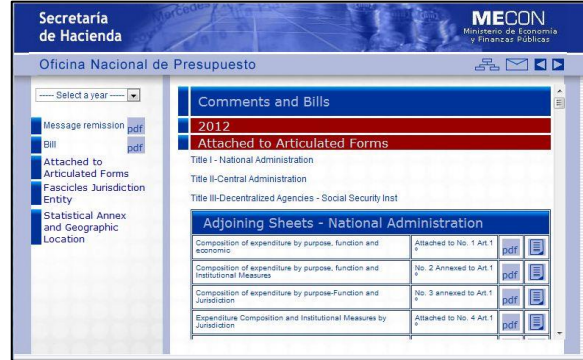 Secretaría
de Hacienda
MECON
Ministerio de Economía
y Finanzas Públicas
Oficina Nacional de Presupuesto
----- Select a year -----
Message remission pdf
Bill pdf
Attached to
Articulated Forms
Fascicles Jurisdiction
Entity
Statistical Annex
and Geographic
Location
Comments and Bills
2012
Attached to Articulated Forms
Title I - National Administration
Title II-Central Administration
Title III-Decentralized Agencies - Social Security Inst
Adjoining Sheets - National Administration
Composition of expenditure by purpose, function and
economic
Attached to No. 1 Art.1
º
pdf
Composition of expenditure by purpose, function and
Institutional Measures
No. 2 Annexed to Art.1
º
pdf
Composition of expenditure by purpose-Function and
Jurisdiction
No. 3 annexed to Art.1
º
pdf
Expenditure Composition and Institutional Measures by
Jurisdiction
Attached to No. 4 Art.1
º
pdf